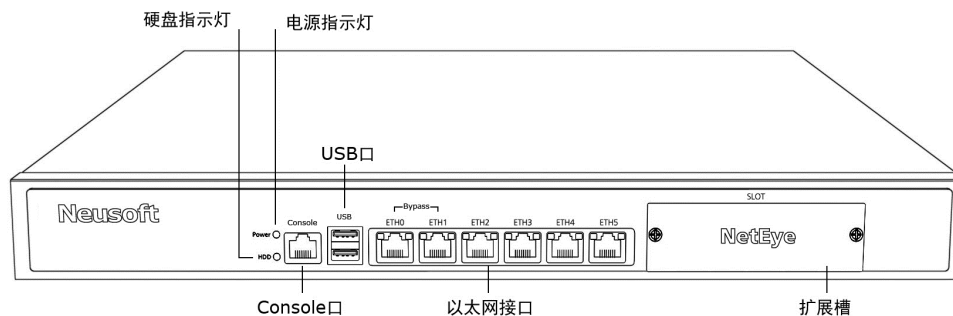 硬盘指示灯
电源指示灯
USB口
SLOT
Neusoft
Bypass
Console
USB
ETH0
ETH1
ETH2
ETH3
ETH4
ETH5
Power
NetEye
HDD
Console口
以太网接口
扩展槽